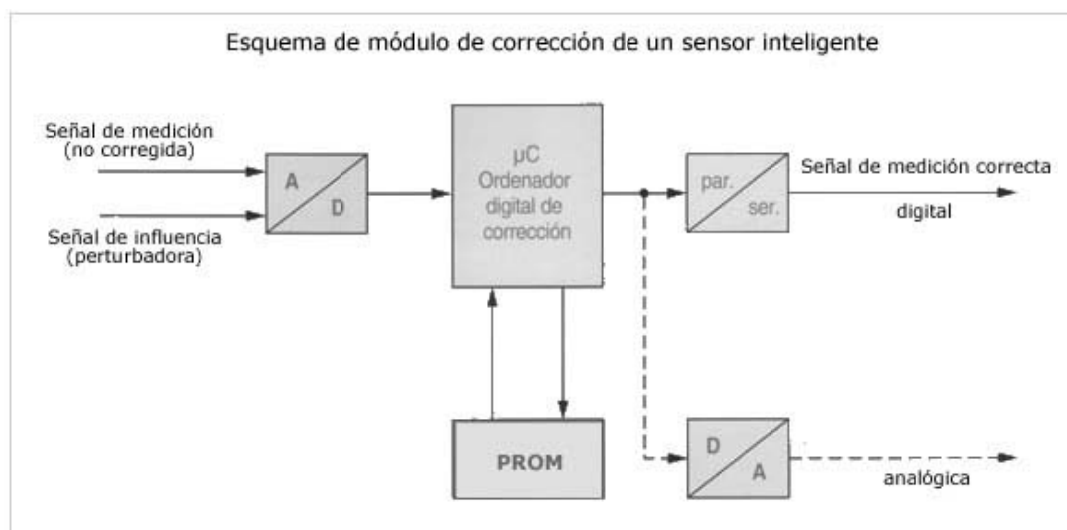 Esquema de módulo de corrección de un sensor inteligente
Señal de medición
(no corregida)
A
D
Señal de influencia
(perturbadora)
µC
Ordenador
digital de
corrección
par.
ser.
Señal de medición correcta
digital
PROM
D
A
analógica